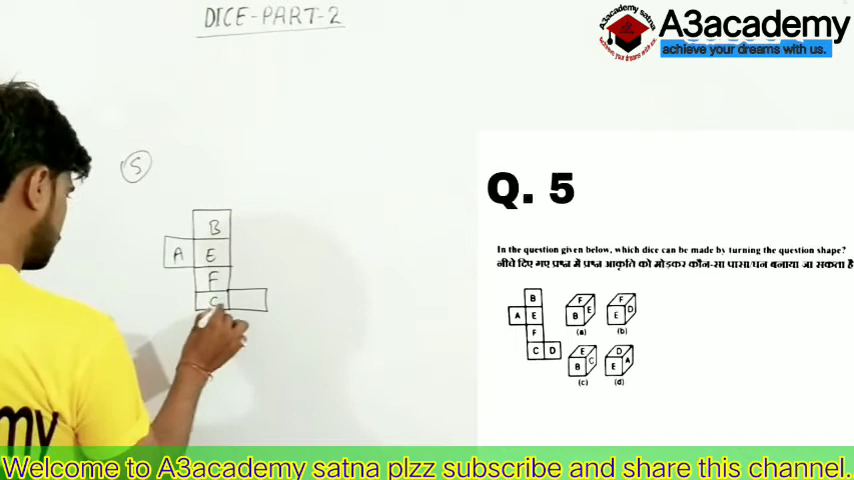 DICE-PART-2
A3academy satna
A3academy
achieve your dreams with us.
5
B
A E
F
C
Q. 5
In the question given below, which dice can be made by turning the question shape?
नीचे दिए गए प्रश्न में प्रश्न आकृति को मोड़कर कौन-सा पासा/घन बनाया जा सकता है
B
A E
F
C D
F
B E
(a)
F
E D
(b)
E
B C
(c)
D
E A
(d)
Welcome to A3academy satna plzz subscribe and share this channel.